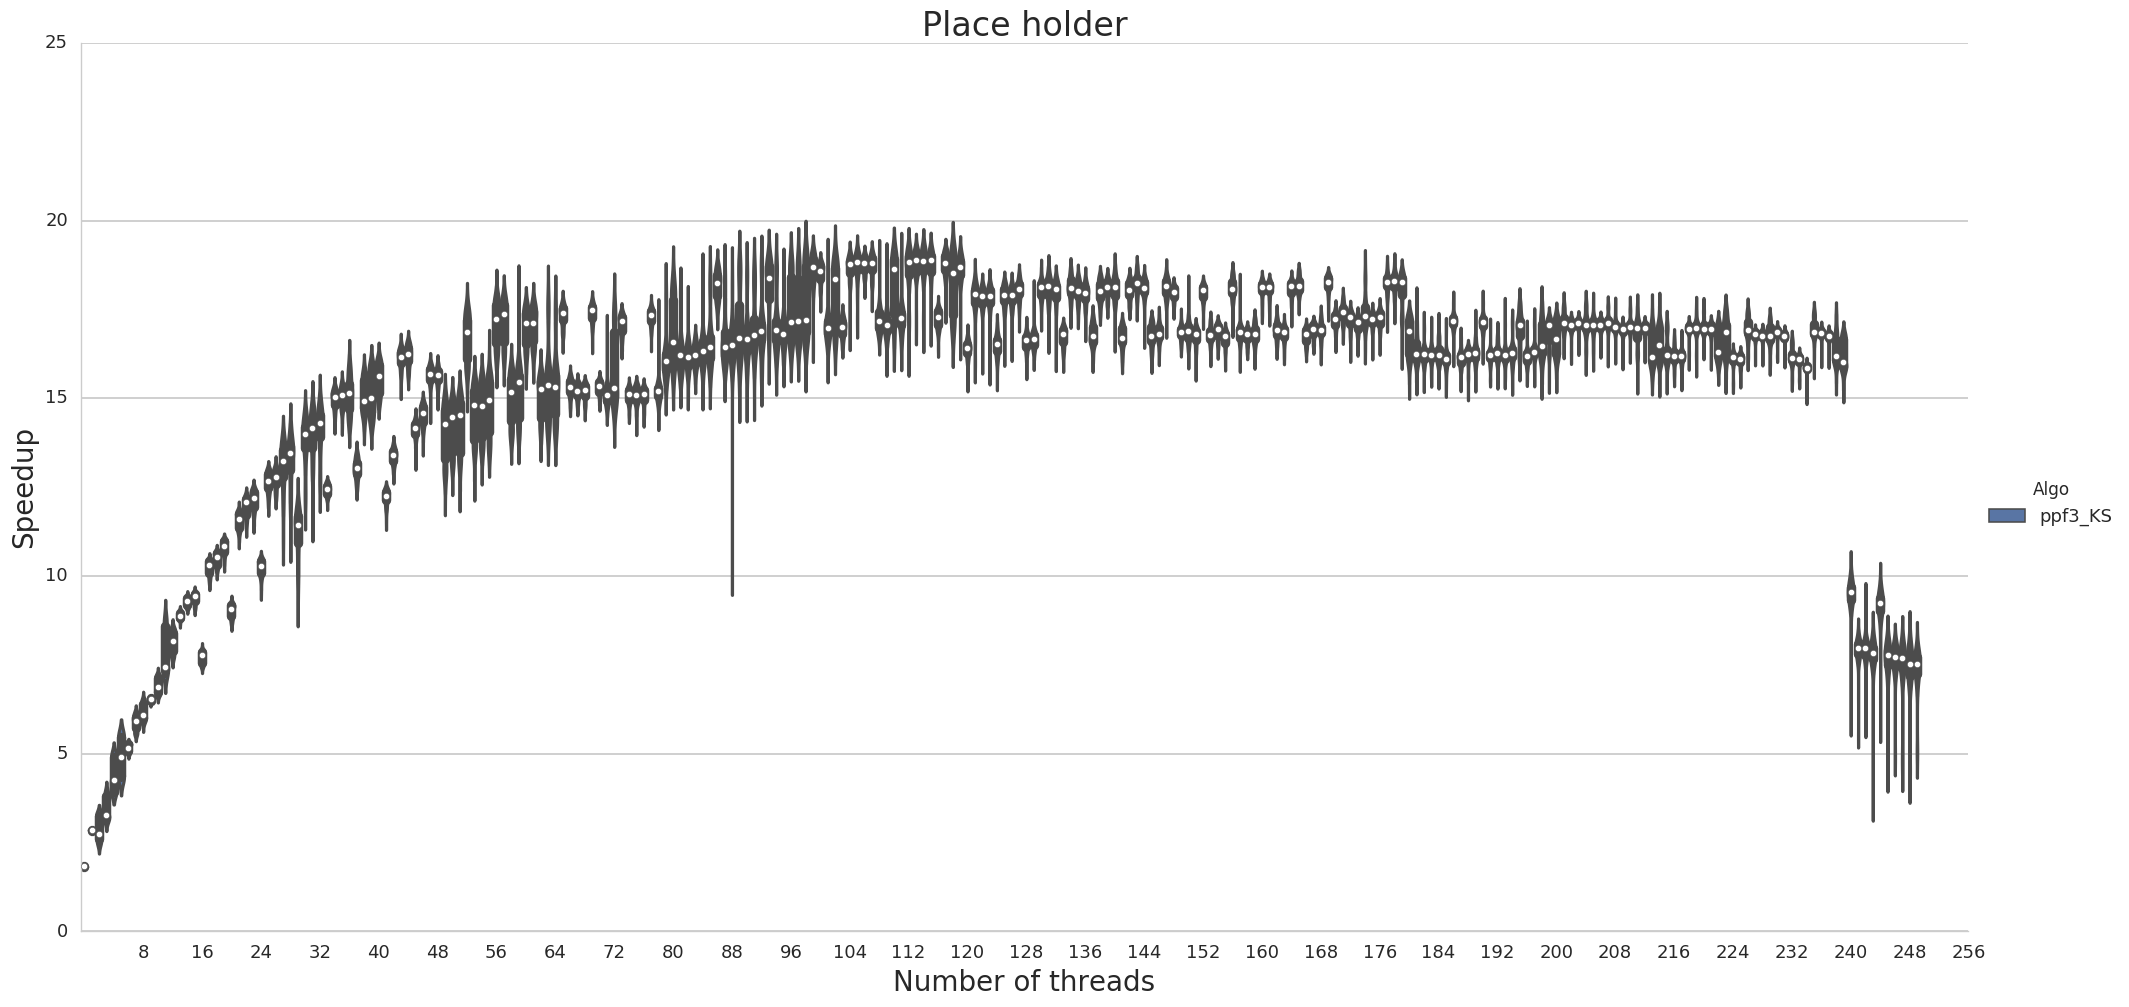 Place holder
25
20
15
10
5
0
Speedup
8 16 24 32 40 48 56 64 72 80 88 96 104 112 120 128 136 144 152 160 168 176 184 192 200 208 216 224 232 240 248 256
Number of threads
Algo
ppf3_KS